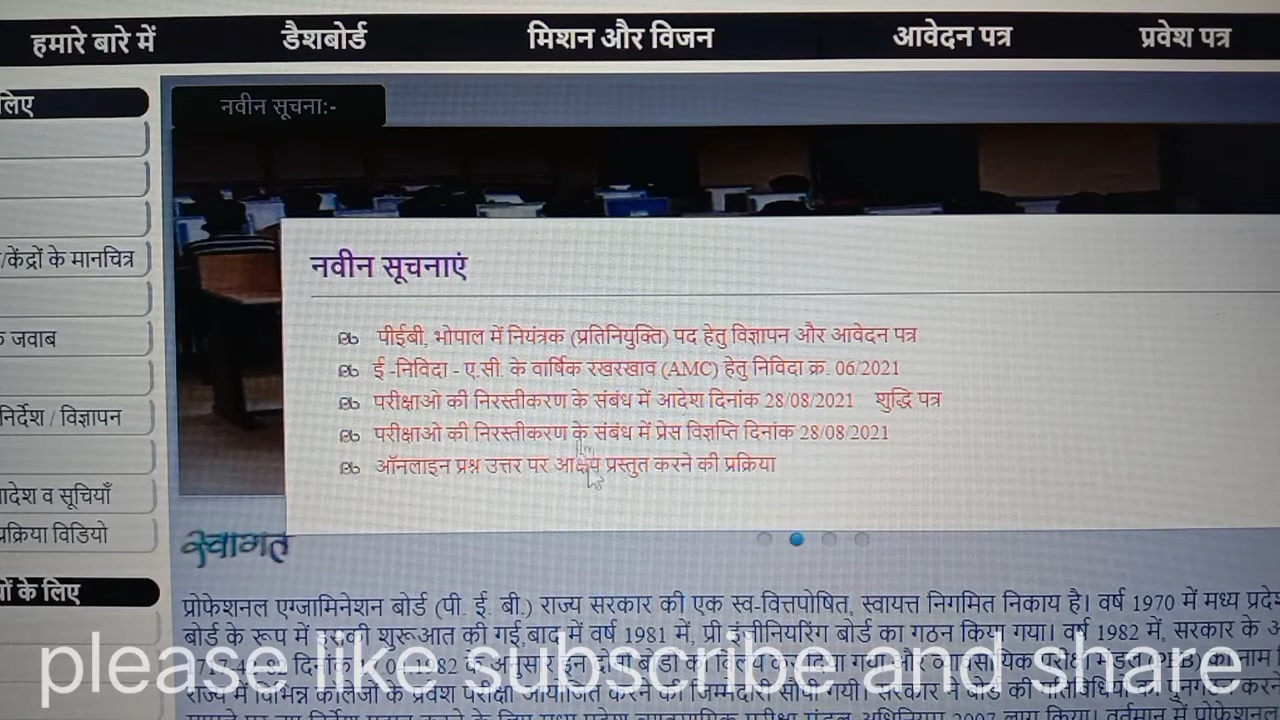 हमारे बारे में डैशबोर्ड मिशन और विजन आवेदन पत्र प्रवेश पत्र
लिए
नवीन सूचना:-
/केंद्रों के मानचित्र
जवाब
निर्देश / विज्ञापन
व सूचियाँ
विडियो
के लिए
नवीन सूचनाएं
पीईबी, भोपाल में नियंत्रक (प्रतिनियुक्ति) पद हेतु विज्ञापन और आवेदन पत्र
ई -निविदा - ए.सी. के वार्षिक रखरखाव (AMC) हेतु निविदा क्र. 06/2021
परीक्षाओ की निरस्तीकरण के संबंध में आदेश दिनांक 28/08/2021 शुद्धि पत्र
परीक्षाओ की निरस्तीकरण के संबंध में प्रेस विज्ञप्ति दिनांक 28/08/2021
ऑनलाइन प्रश्न उत्तर पर आक्षेप प्रस्तुत करने की प्रक्रिया
स्वागत
प्रोफेशनल एग्जामिनेशन बोर्ड (पी. ई. बी.) राज्य सरकार की एक स्व-वित्तपोषित, स्वायत्त निगमित निकाय है। वर्ष 1970 में मध्य
बोर्ड के रूप में इसकी शुरूआत की गई,बाद में वर्ष 1981 में, प्री इंजीनियरिंग बोर्ड का गठन किया गया। वर्ष 1982 में, सरकार के
please like subscribe and share